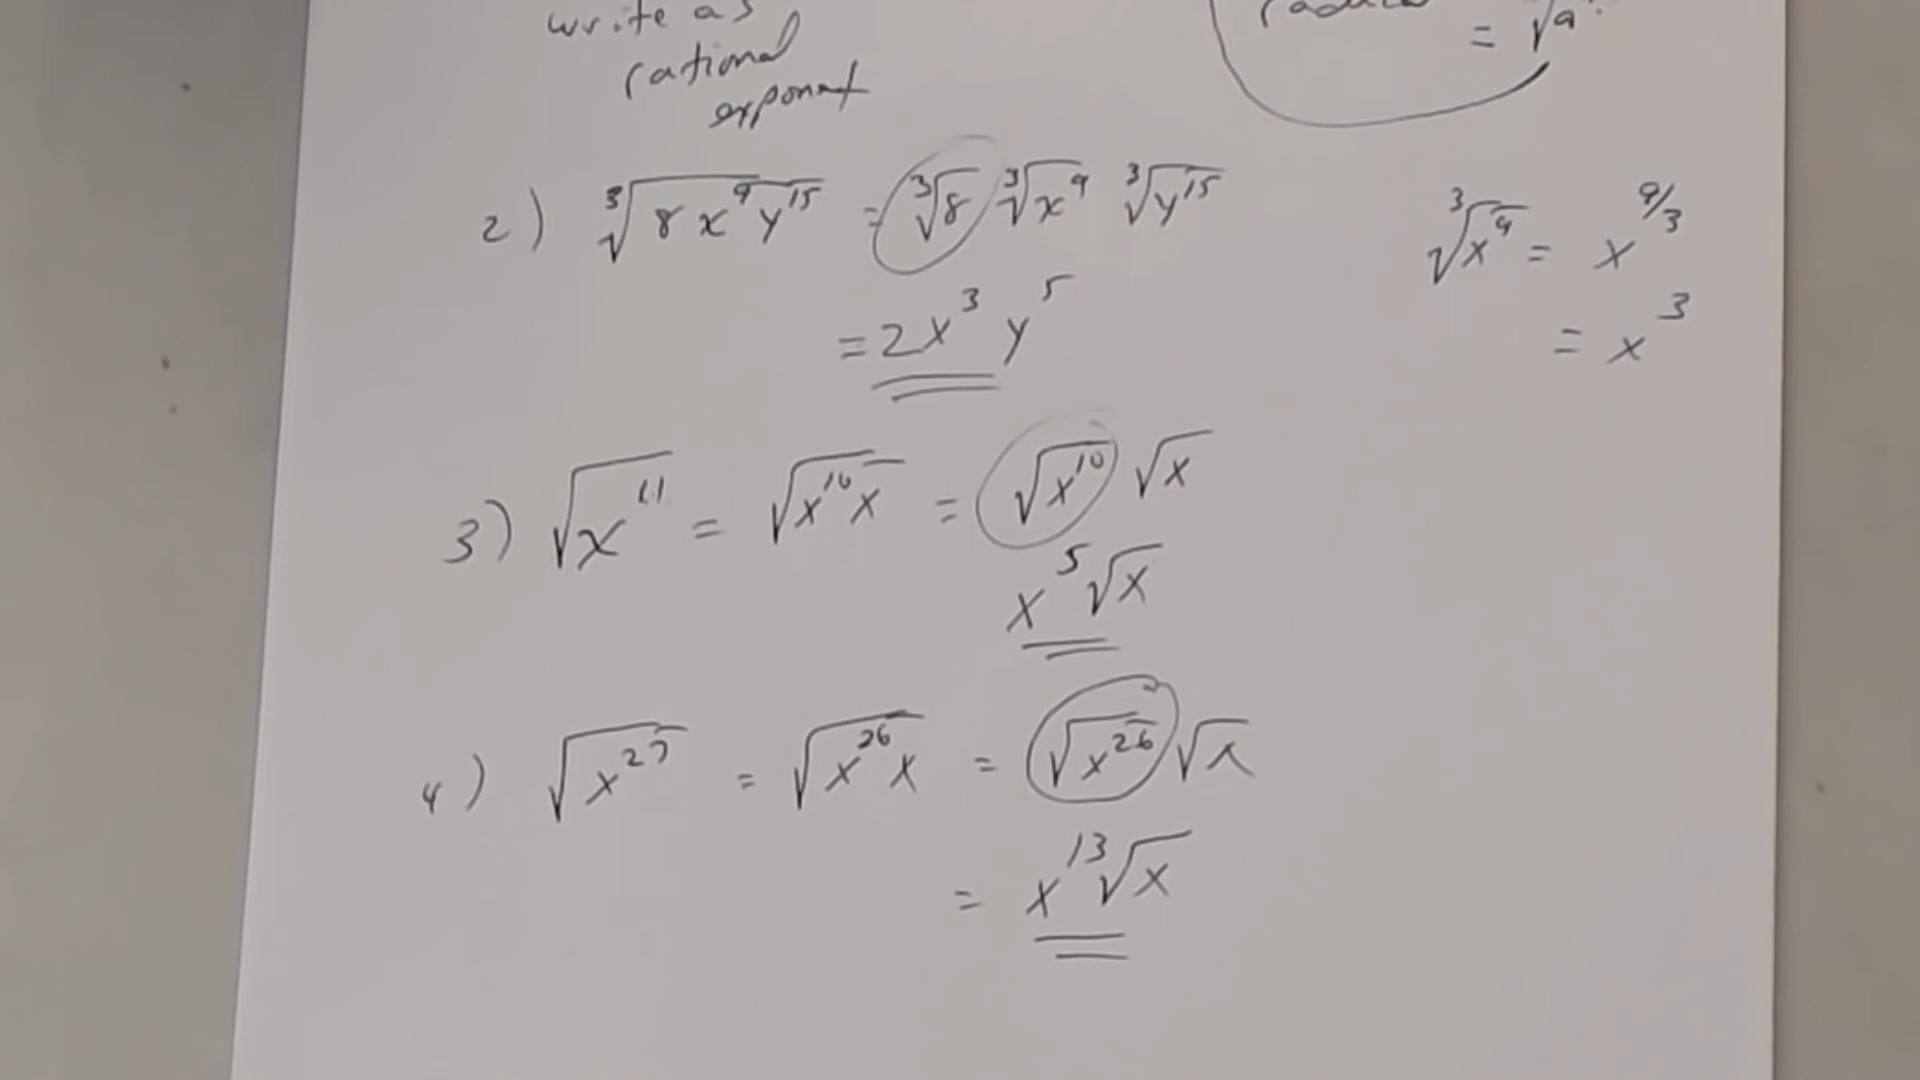 write as
rational
exponent
= √a
2) ∛(8x⁹y¹⁵) = ∛8 ∛x⁹ ∛y¹⁵
= 2x³y⁵
∛x⁹ = x^(9/3)
= x³
3) √x¹¹ = √(x¹⁰x) = √x¹⁰ √x
x⁵√x
4) √x²⁷ = √(x²⁶x) = √x²⁶ √x
= x¹³√x